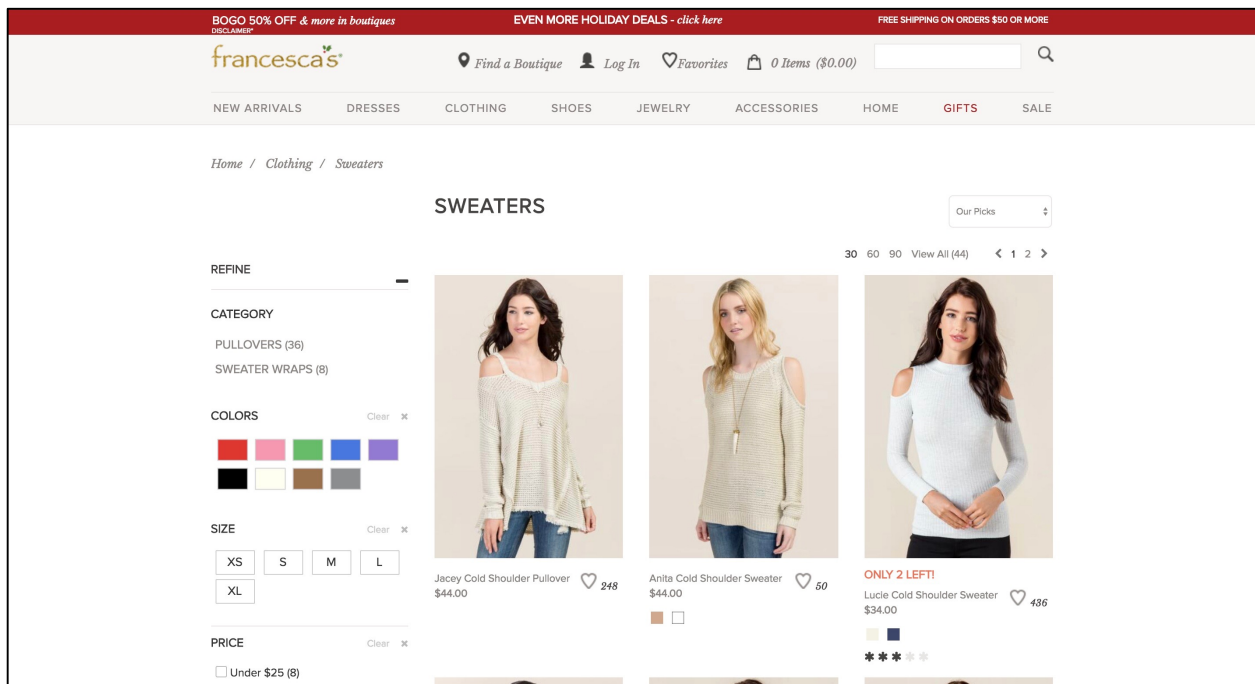 BOGO 50% OFF & more in boutiques
DISCLAIMER*
EVEN MORE HOLIDAY DEALS - click here
FREE SHIPPING ON ORDERS $50 OR MORE
francesca's
Find a Boutique
Log In
Favorites
0 Items ($0.00)
NEW ARRIVALS
DRESSES
CLOTHING
SHOES
JEWELRY
ACCESSORIES
HOME
GIFTS
SALE
Home / Clothing / Sweaters
SWEATERS
Our Picks
30 60 90 View All (44) < 1 2 >
REFINE
CATEGORY
PULLOVERS (36)
SWEATER WRAPS (8)
COLORS
Clear ×
SIZE
Clear ×
XS S M L
XL
PRICE
Clear ×
Under $25 (8)
Jacey Cold Shoulder Pullover
248
$44.00
Anita Cold Shoulder Sweater
50
$44.00
ONLY 2 LEFT!
Lucie Cold Shoulder Sweater
436
$34.00